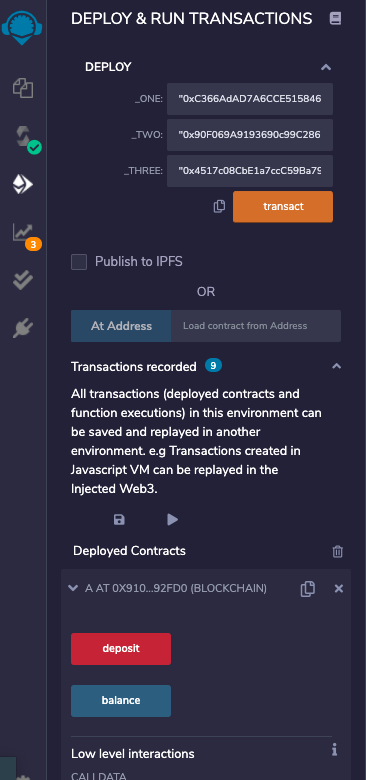 DEPLOY & RUN TRANSACTIONS
DEPLOY
_ONE: "0xC366AdAD7A6CCE515846
_TWO: "0x90F069A9193690c99C286
_THREE: "0x4517c08CbE1a7ccC59Ba79
transact
Publish to IPFS
OR
At Address Load contract from Address
3
Transactions recorded 9
All transactions (deployed contracts and
function executions) in this environment can
be saved and replayed in another
environment. e.g Transactions created in
Javascript VM can be replayed in the
Injected Web3.
Deployed Contracts
A AT 0X910...92FD0 (BLOCKCHAIN)
deposit
balance
Low level interactions
CALLDATA